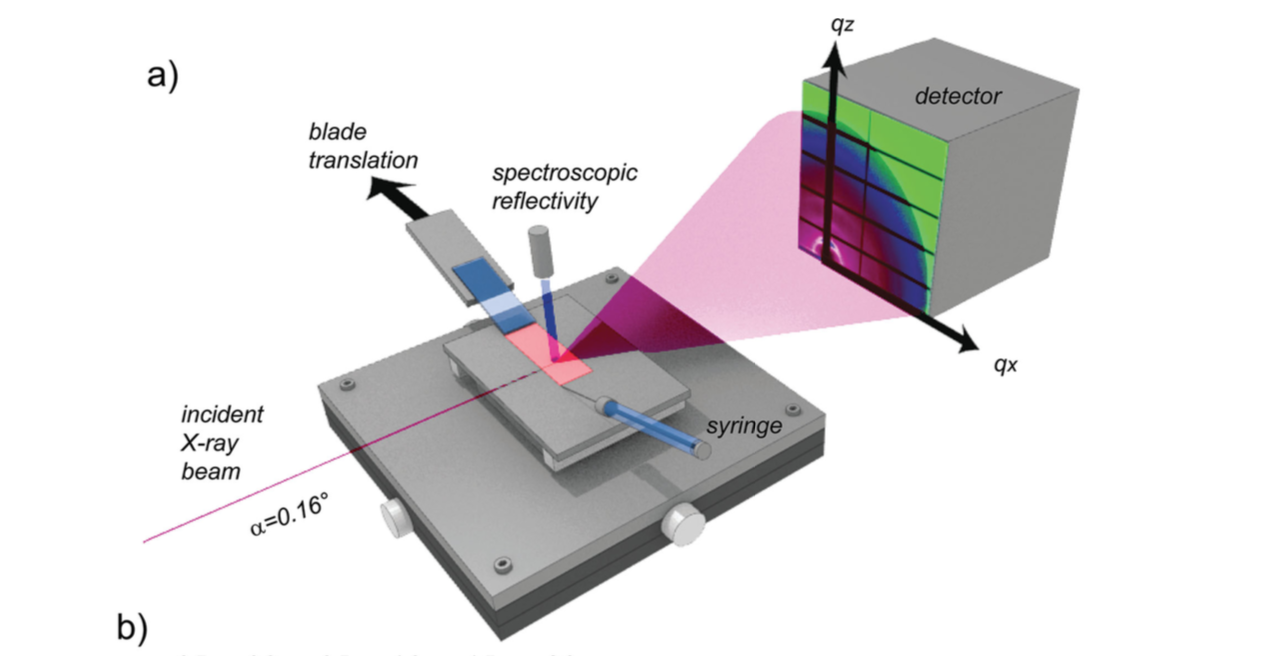 qz
a)
detector
blade
translation
spectroscopic
reflectivity
qx
incident
X-ray
beam
syringe
α=0.16°
b)